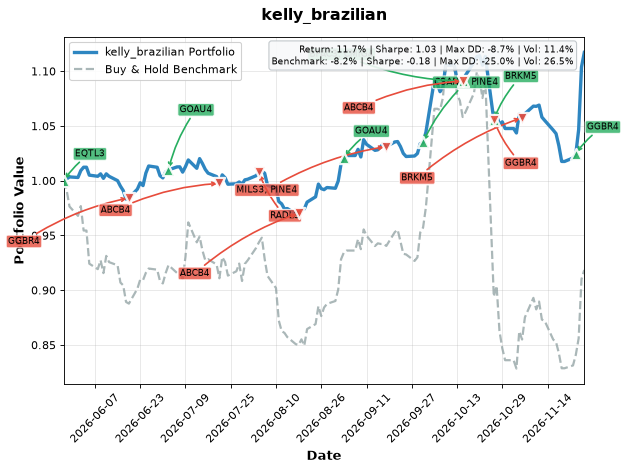 kelly_brazilian
kelly_brazilian Portfolio
Buy & Hold Benchmark
Return: 11.7% | Sharpe: 1.03 | Max DD: -8.7% | Vol: 11.4%
Benchmark: -8.2% | Sharpe: -0.18 | Max DD: -25.0% | Vol: 26.5%
1.10
1.05
1.00
0.95
0.90
0.85
Portfolio Value
EQTL3
GGBR4
ABCB4
GOAU4
ABCB4
MILS3, PINE4
GOAU4
ABCB4
BRKM5
PINE4
BRKM5
GGBR4
GGBR4
2026-06-07
2026-06-23
2026-07-09
2026-07-25
2026-08-10
2026-08-26
2026-09-11
2026-09-27
2026-10-13
2026-10-29
2026-11-14
Date